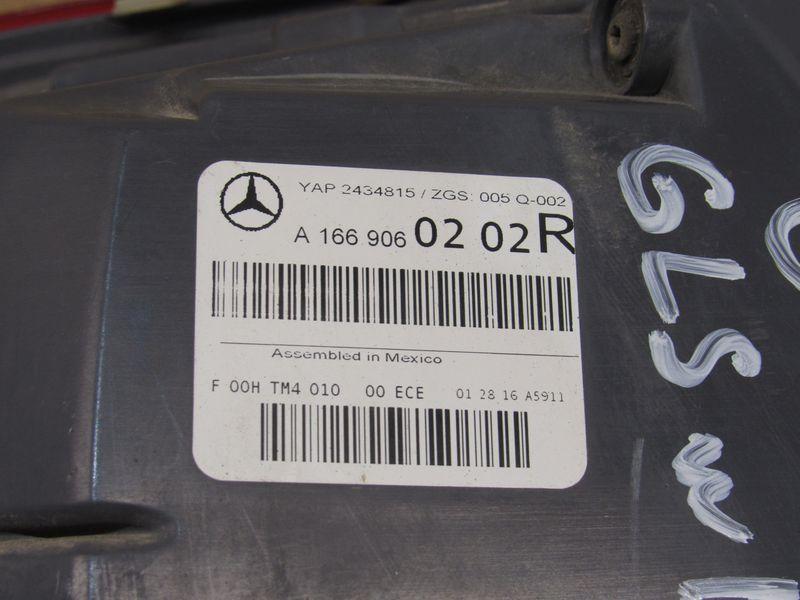 YAP 2434815 / ZGS: 005 Q-002
A 166 906 02 02 R
Assembled in Mexico
F 00H TM4 010 00 ECE 01 28 16 A5911
GLS W